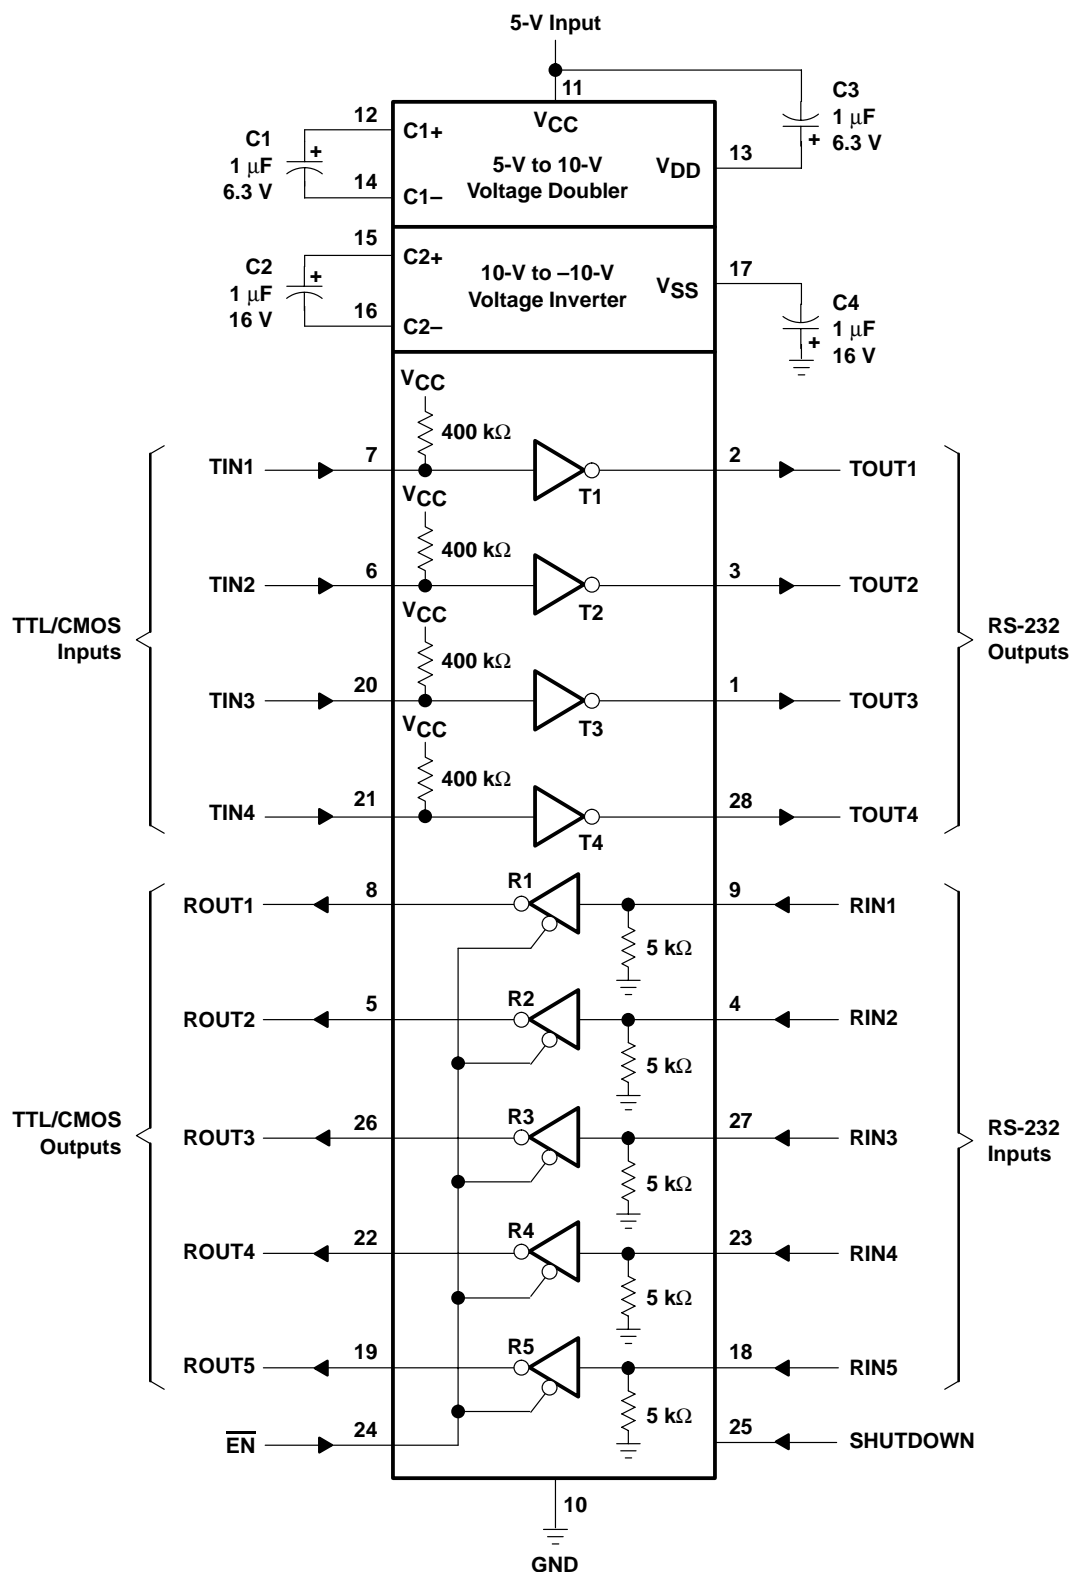 5-V Input
11
C3
1 μF
6.3 V
+
12
C1+
VCC
C1
1 μF
6.3 V
+
5-V to 10-V
Voltage Doubler
VDD
13
14
C1–
15
C2+
C2
1 μF
16 V
+
10-V to –10-V
Voltage Inverter
VSS
17
16
C2–
C4
1 μF
16 V
+
VCC
400 kΩ
TIN1
7
T1
2
TOUT1
VCC
400 kΩ
TIN2
6
T2
3
TOUT2
TTL/CMOS
Inputs
RS-232
Outputs
VCC
400 kΩ
TIN3
20
T3
1
TOUT3
VCC
400 kΩ
TIN4
21
T4
28
TOUT4
ROUT1
8
R1
9
RIN1
5 kΩ
ROUT2
5
R2
4
RIN2
5 kΩ
TTL/CMOS
Outputs
RS-232
Inputs
ROUT3
26
R3
27
RIN3
5 kΩ
ROUT4
22
R4
23
RIN4
5 kΩ
ROUT5
19
R5
18
RIN5
5 kΩ
EN
24
25
SHUTDOWN
10
GND